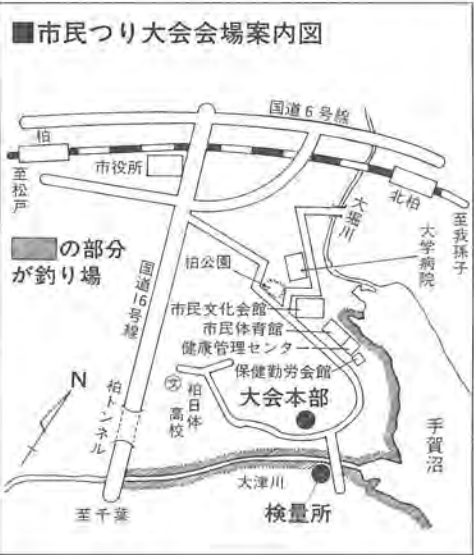 ■市民つり大会会場案内図
国道6号線
柏
至松戸
市役所
北柏
至我孫子
大堀川
大学病院
の部分
が釣り場
国道16号線
柏公園
市民文化会館
市民体育館
健康管理センタ
保健勤労会館
N
柏トンネル
文
柏日体
高校
大会本部
手賀沼
大津川
検量所
至千葉